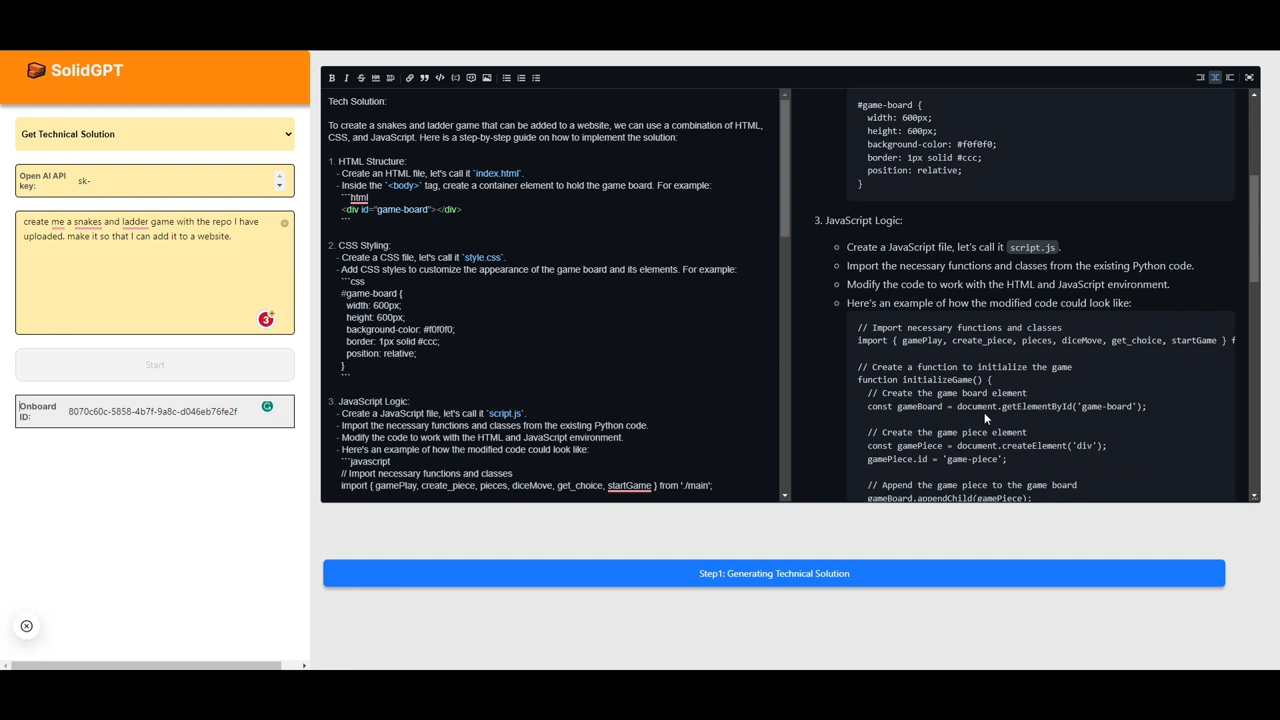 SolidGPT
Get Technical Solution
Open AI API
key:
sk-
create me a snakes and ladder game with the repo I have
uploaded. make it so that I can add it to a website.
3
Start
Onboard
ID:
8070c60c-5858-4b7f-9a8c-d046eb76fe2f
Tech Solution:
To create a snakes and ladder game that can be added to a website, we can use a combination of HTML,
CSS, and JavaScript. Here is a step-by-step guide on how to implement the solution:
1. HTML Structure:
- Create an HTML file, let's call it `index.html`.
- Inside the `<body>` tag, create a container element to hold the game board. For example:
```html
<div id="game-board"></div>
```
2. CSS Styling:
- Create a CSS file, let's call it `style.css`.
- Add CSS styles to customize the appearance of the game board and its elements. For example:
```css
#game-board {
width: 600px;
height: 600px;
background-color: #f0f0f0;
border: 1px solid #ccc;
position: relative;
}
```
3. JavaScript Logic:
- Create a JavaScript file, let's call it `script.js`.
- Import the necessary functions and classes from the existing Python code.
- Modify the code to work with the HTML and JavaScript environment.
- Here's an example of how the modified code could look like:
```javascript
// Import necessary functions and classes
import { gamePlay, create_piece, pieces, diceMove, get_choice, startGame } from './main';
#game-board {
width: 600px;
height: 600px;
background-color: #f0f0f0;
border: 1px solid #ccc;
position: relative;
}
3. JavaScript Logic:
Create a JavaScript file, let's call it script.js.
Import the necessary functions and classes from the existing Python code.
Modify the code to work with the HTML and JavaScript environment.
Here's an example of how the modified code could look like:
// Import necessary functions and classes
import { gamePlay, create_piece, pieces, diceMove, get_choice, startGame } f
// Create a function to initialize the game
function initializeGame() {
// Create the game board element
const gameBoard = document.getElementById('game-board');
// Create the game piece element
const gamePiece = document.createElement('div');
gamePiece.id = 'game-piece';
// Append the game piece to the game board
gameBoard.appendChild(gamePiece);
Step1: Generating Technical Solution